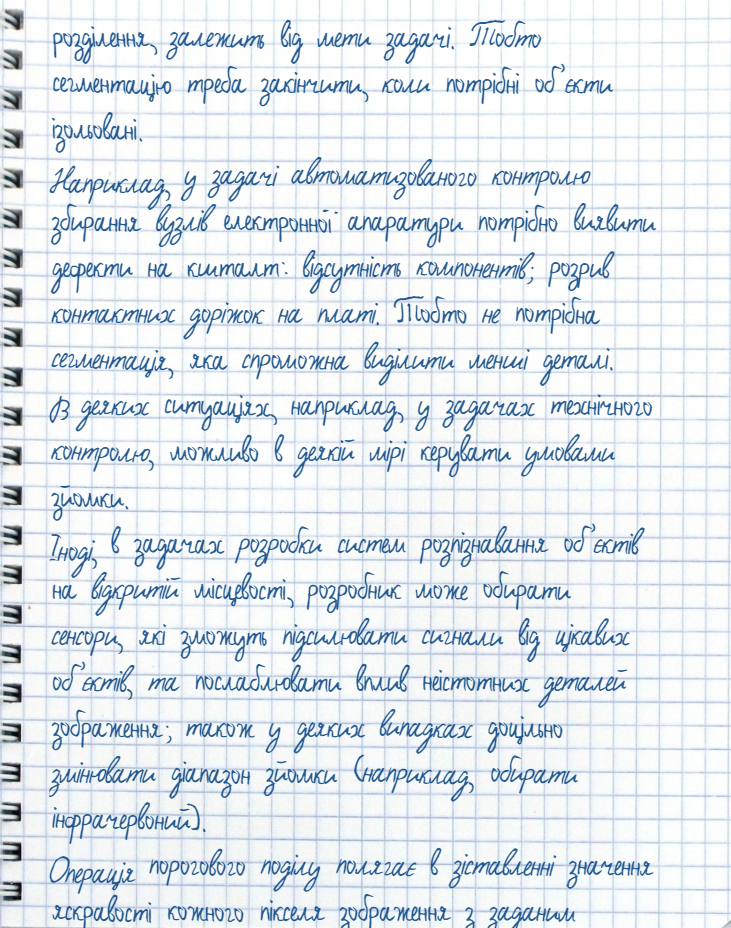 розділення, залежить від мети задачі. Тобто
сегментацію треба закінчити, коли потрібні об'єкти
ізольовані.
Наприклад, у задачі автоматизованого контролю
збирання вузлів електронної апаратури потрібно виявити
дефекти на кшталт: відсутність компонентів; розрив
контактних доріжок на платі. Тобто не потрібна
сегментація, яка спроможна виділити менші деталі.
В деяких ситуаціях, наприклад, у задачах технічного
контролю, можливо в деякій мірі керувати умовами
зйомки.
Іноді, в задачах розробки систем розпізнавання об'єктів
на відкритій місцевості, розробник може обирати
сенсори, які зможуть підсилювати сигнали від цікавих
об'єктів, та послаблювати вплив неістотних деталей
зображення; також у деяких випадках доцільно
змінювати діапазон зйомки (наприклад, обирати
інфрачервоний).
Операція порогового поділу полягає в зіставленні значення
яскравості кожного пікселя зображення з заданим